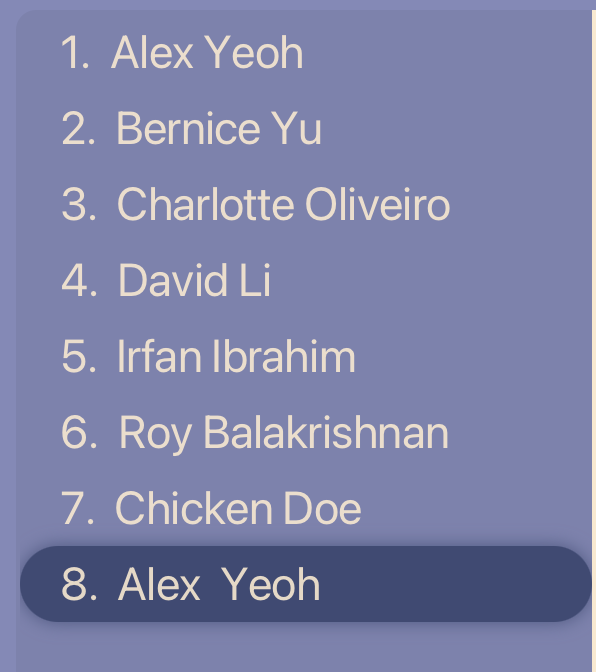 1. Alex Yeoh
2. Bernice Yu
3. Charlotte Oliveiro
4. David Li
5. Irfan Ibrahim
6. Roy Balakrishnan
7. Chicken Doe
8. Alex  Yeoh